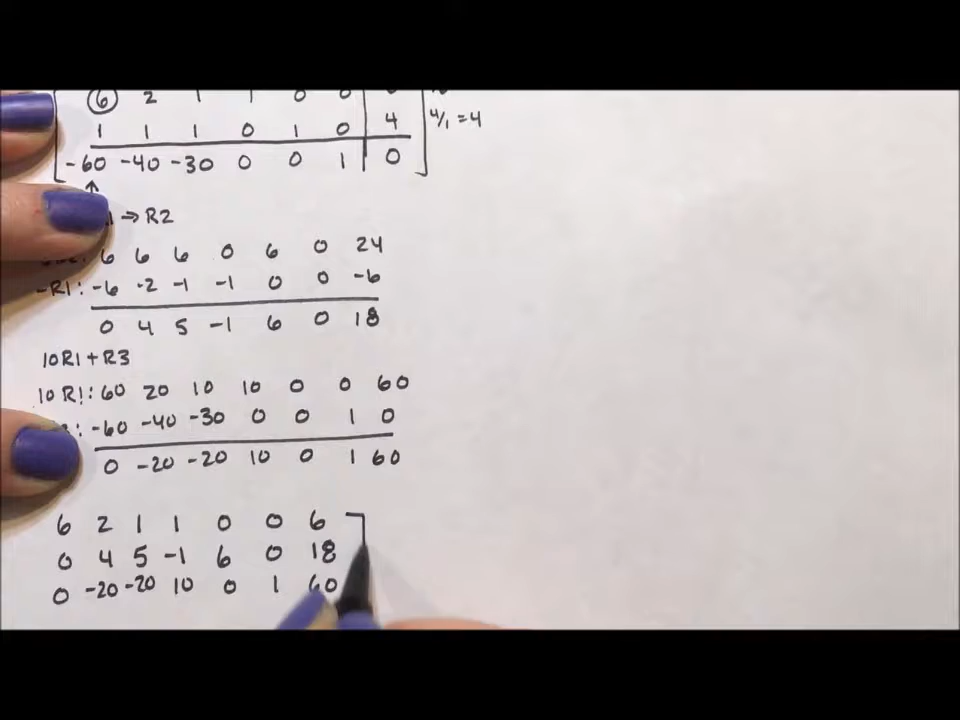 6 2 1 1 0 0
1 1 1 0 1 0 4 4/1 = 4
-60 -40 -30 0 0 1 0
→ R2
6 6 6 0 6 0 24
-R1: -6 -2 -1 -1 0 0 -6
0 4 5 -1 6 0 18
10R1 + R3
10 R1: 60 20 10 10 0 0 60
: -60 -40 -30 0 0 1 0
0 -20 -20 10 0 1 60
6 2 1 1 0 0 6
0 4 5 -1 6 0 18
0 -20 -20 10 0 1 60